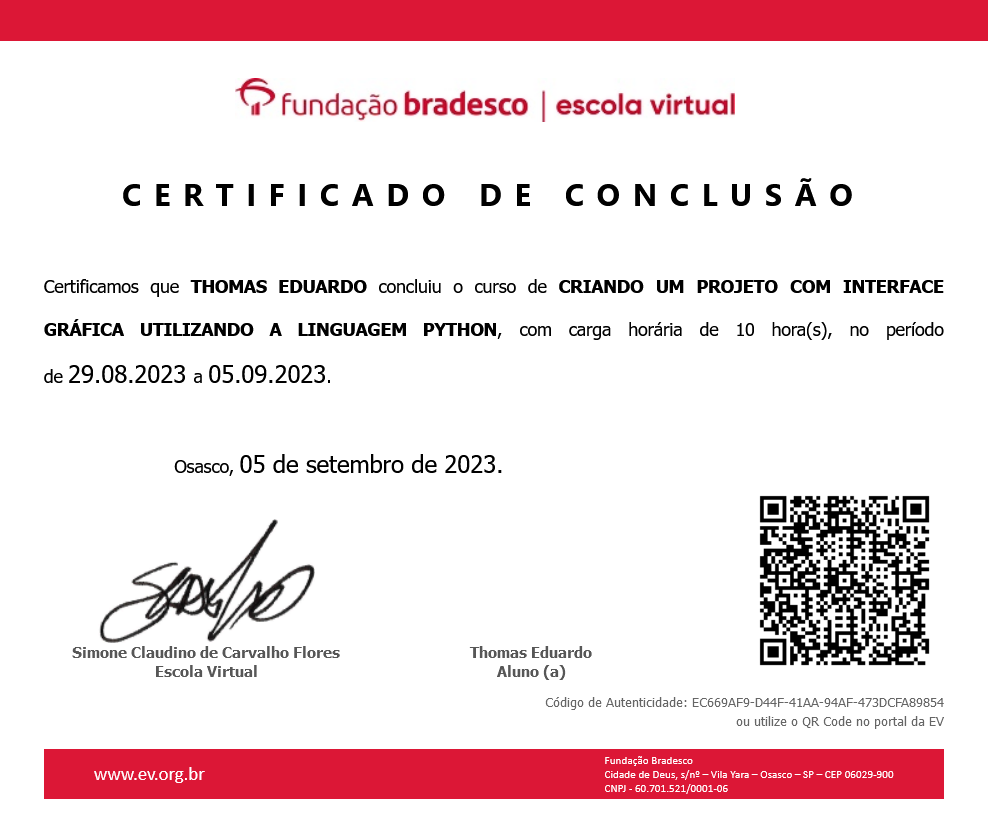 fundação bradesco | escola virtual
CERTIFICADO DE CONCLUSÃO
Certificamos que THOMAS EDUARDO concluiu o curso de CRIANDO UM PROJETO COM INTERFACE
GRÁFICA UTILIZANDO A LINGUAGEM PYTHON, com carga horária de 10 hora(s), no período
de 29.08.2023 a 05.09.2023.
Osasco, 05 de setembro de 2023.
Simone Claudino de Carvalho Flores
Escola Virtual
Thomas Eduardo
Aluno (a)
Código de Autenticidade: EC669AF9-D44F-41AA-94AF-473DCFA89854
ou utilize o QR Code no portal da EV
www.ev.org.br
Fundação Bradesco
Cidade de Deus, s/nº – Vila Yara – Osasco – SP – CEP 06029-900
CNPJ - 60.701.521/0001-06